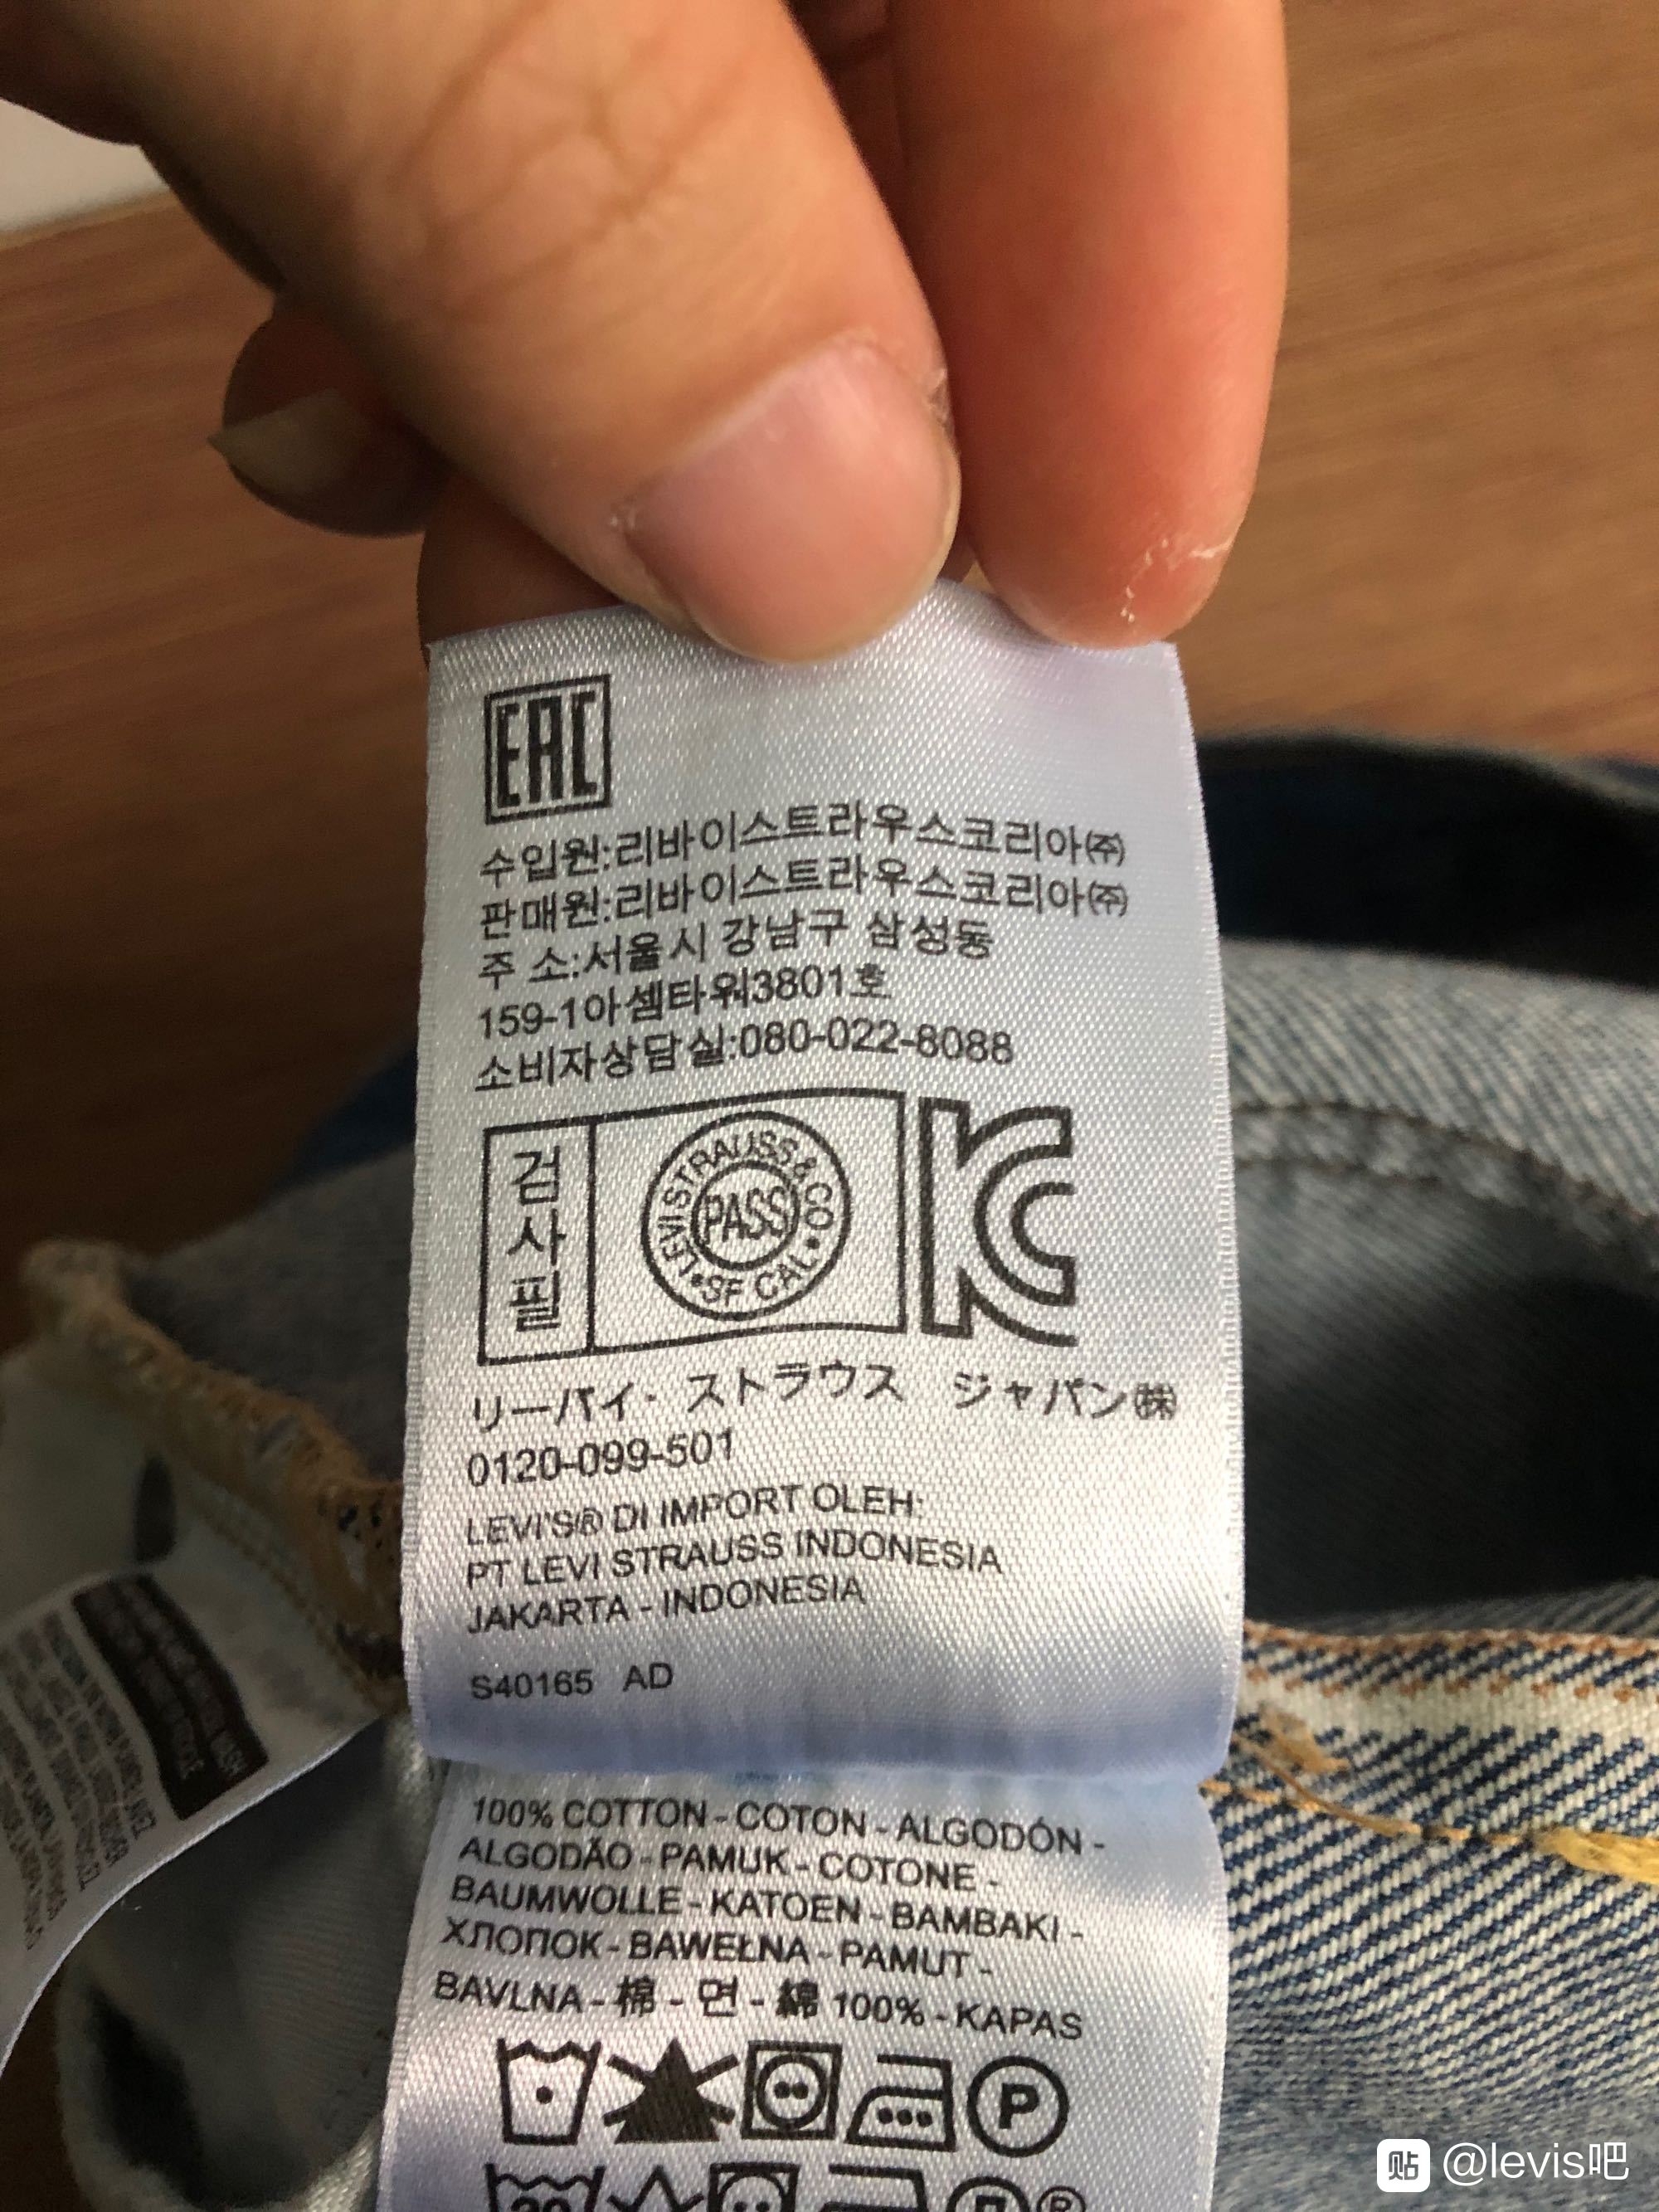 EAC
수입원:리바이스트라우스코리아㈜
판매원:리바이스트라우스코리아㈜
주 소:서울시 강남구 삼성동
159-1아셈타워3801호
소비자상담실:080-022-8088
검사필
LEVI STRAUSS & CO
PASS
SF CAL
KC
リーバイ・ストラウス ジャパン㈱
0120-099-501
LEVI'S® DI IMPORT OLEH:
PT LEVI STRAUSS INDONESIA
JAKARTA - INDONESIA
S40165 AD
100% COTTON - COTON - ALGODÓN -
ALGODÃO - PAMUK - COTONE -
BAUMWOLLE - KATOEN - BAMBAKI -
ХЛОПОК - BAWEŁNA - PAMUT -
BAVLNA - 棉 - 면 - 綿 100% - KAPAS
P
贴 @levis吧